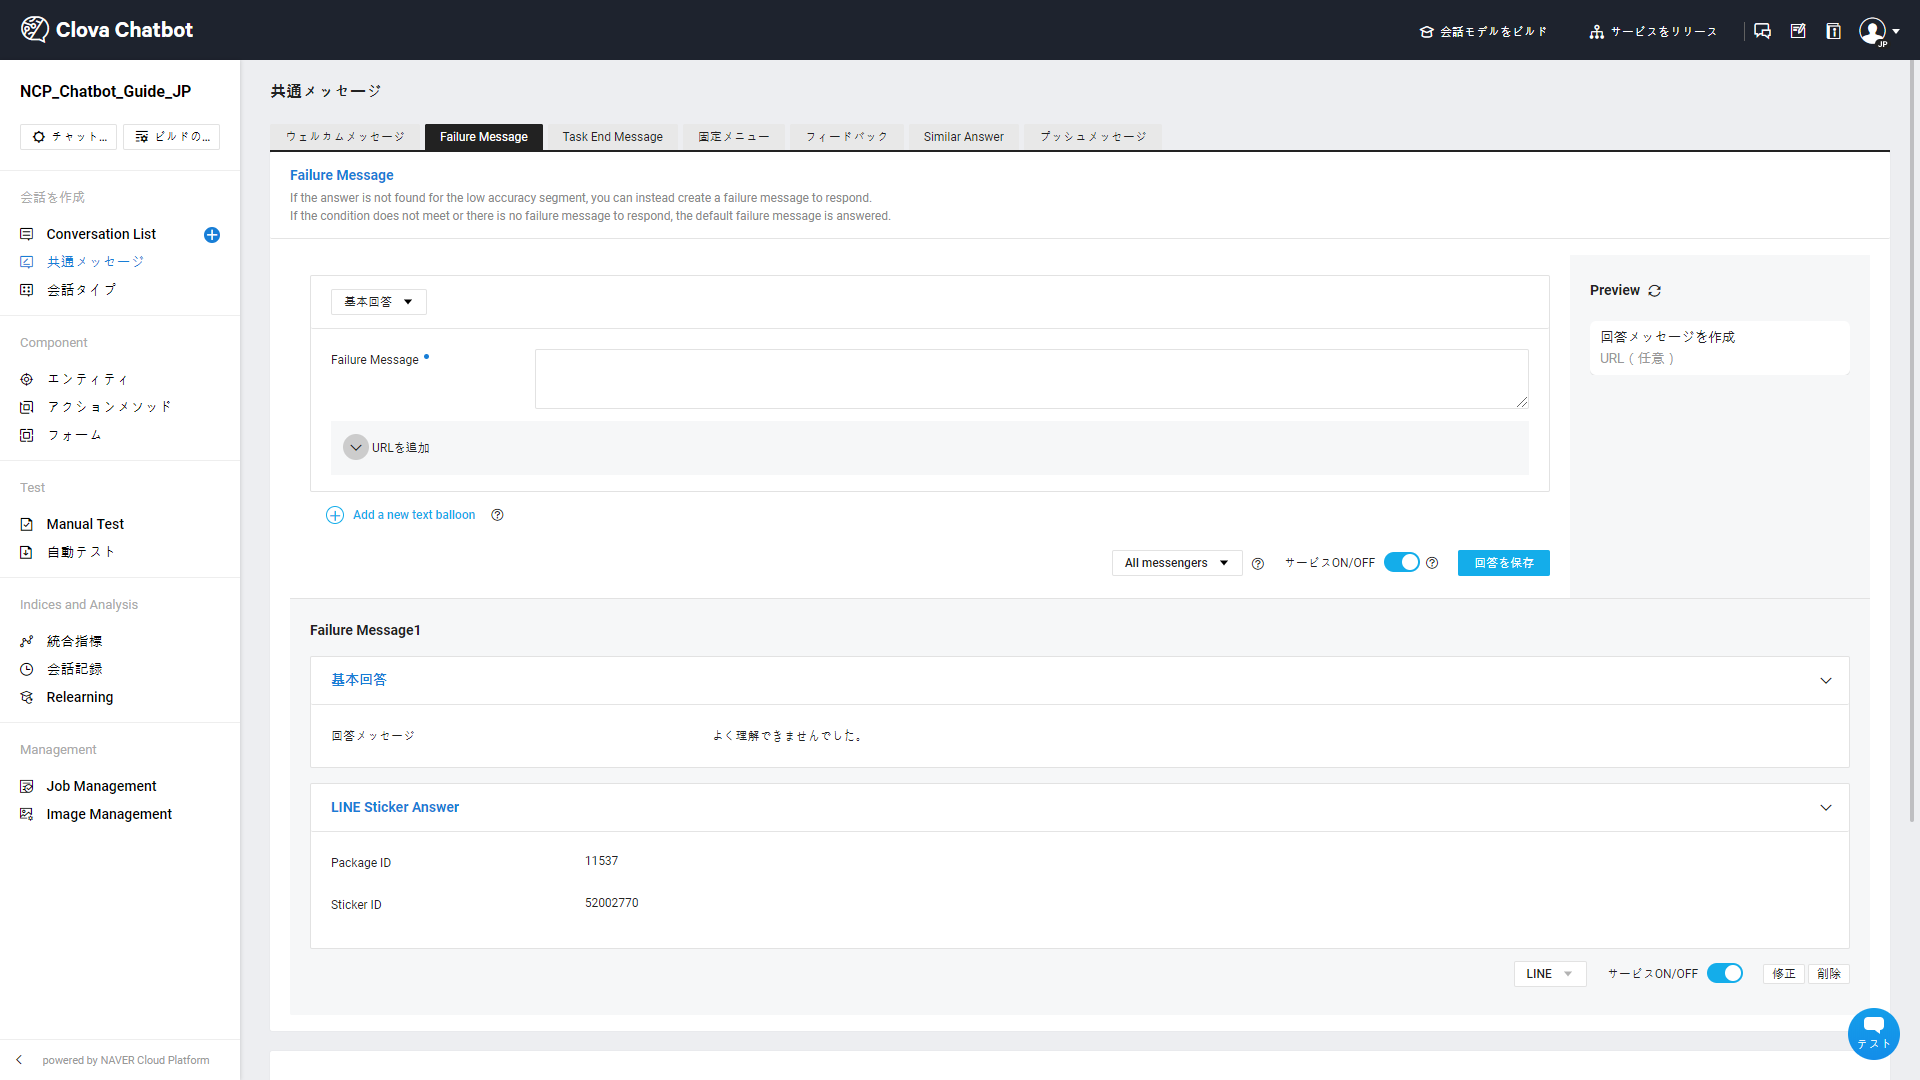 Clova Chatbot
会話モデルをビルド
サービスをリリース
JP
NCP_Chatbot_Guide_JP
チャット...
ビルドの...
会話を作成
Conversation List
共通メッセージ
会話タイプ
Component
エンティティ
アクションメソッド
フォーム
Test
Manual Test
自動テスト
Indices and Analysis
統合指標
会話記録
Relearning
Management
Job Management
Image Management
powered by NAVER Cloud Platform
共通メッセージ
ウェルカムメッセージ
Failure Message
Task End Message
固定メニュー
フィードバック
Similar Answer
プッシュメッセージ
Failure Message
If the answer is not found for the low accuracy segment, you can instead create a failure message to respond.
If the condition does not meet or there is no failure message to respond, the default failure message is answered.
基本回答
Failure Message
URLを追加
Add a new text balloon
All messengers
サービスON/OFF
回答を保存
Preview
回答メッセージを作成
URL ( 任意 )
Failure Message1
基本回答
回答メッセージ
よく理解できませんでした。
LINE Sticker Answer
Package ID
11537
Sticker ID
52002770
LINE
サービスON/OFF
修正
削除
テスト